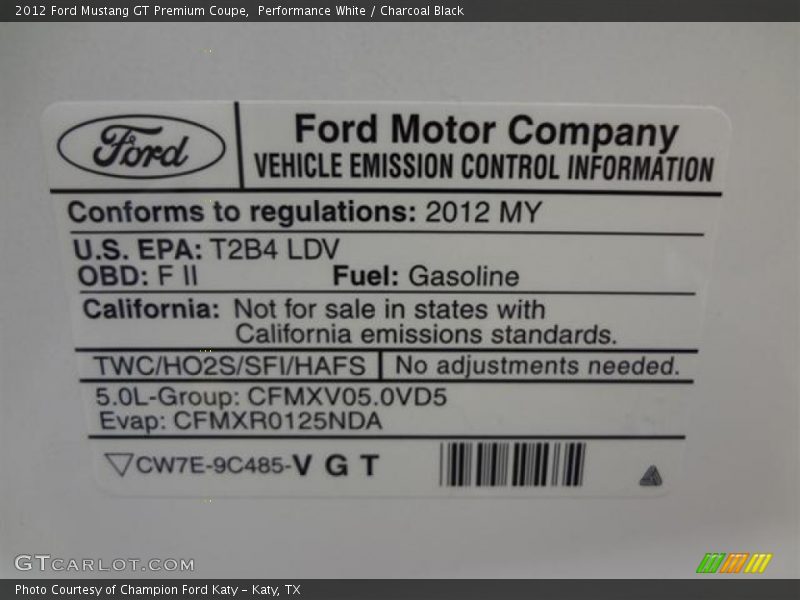 2012 Ford Mustang GT Premium Coupe,  Performance White / Charcoal Black
Ford
Ford Motor Company
VEHICLE EMISSION CONTROL INFORMATION
Conforms to regulations: 2012 MY
U.S. EPA: T2B4 LDV
OBD: F II Fuel: Gasoline
California: Not for sale in states with
California emissions standards.
TWC/HO2S/SFI/HAFS No adjustments needed.
5.0L-Group: CFMXV05.0VD5
Evap: CFMXR0125NDA
CW7E-9C485-V G T
GTCARLOT.COM
Photo Courtesy of Champion Ford Katy – Katy, TX